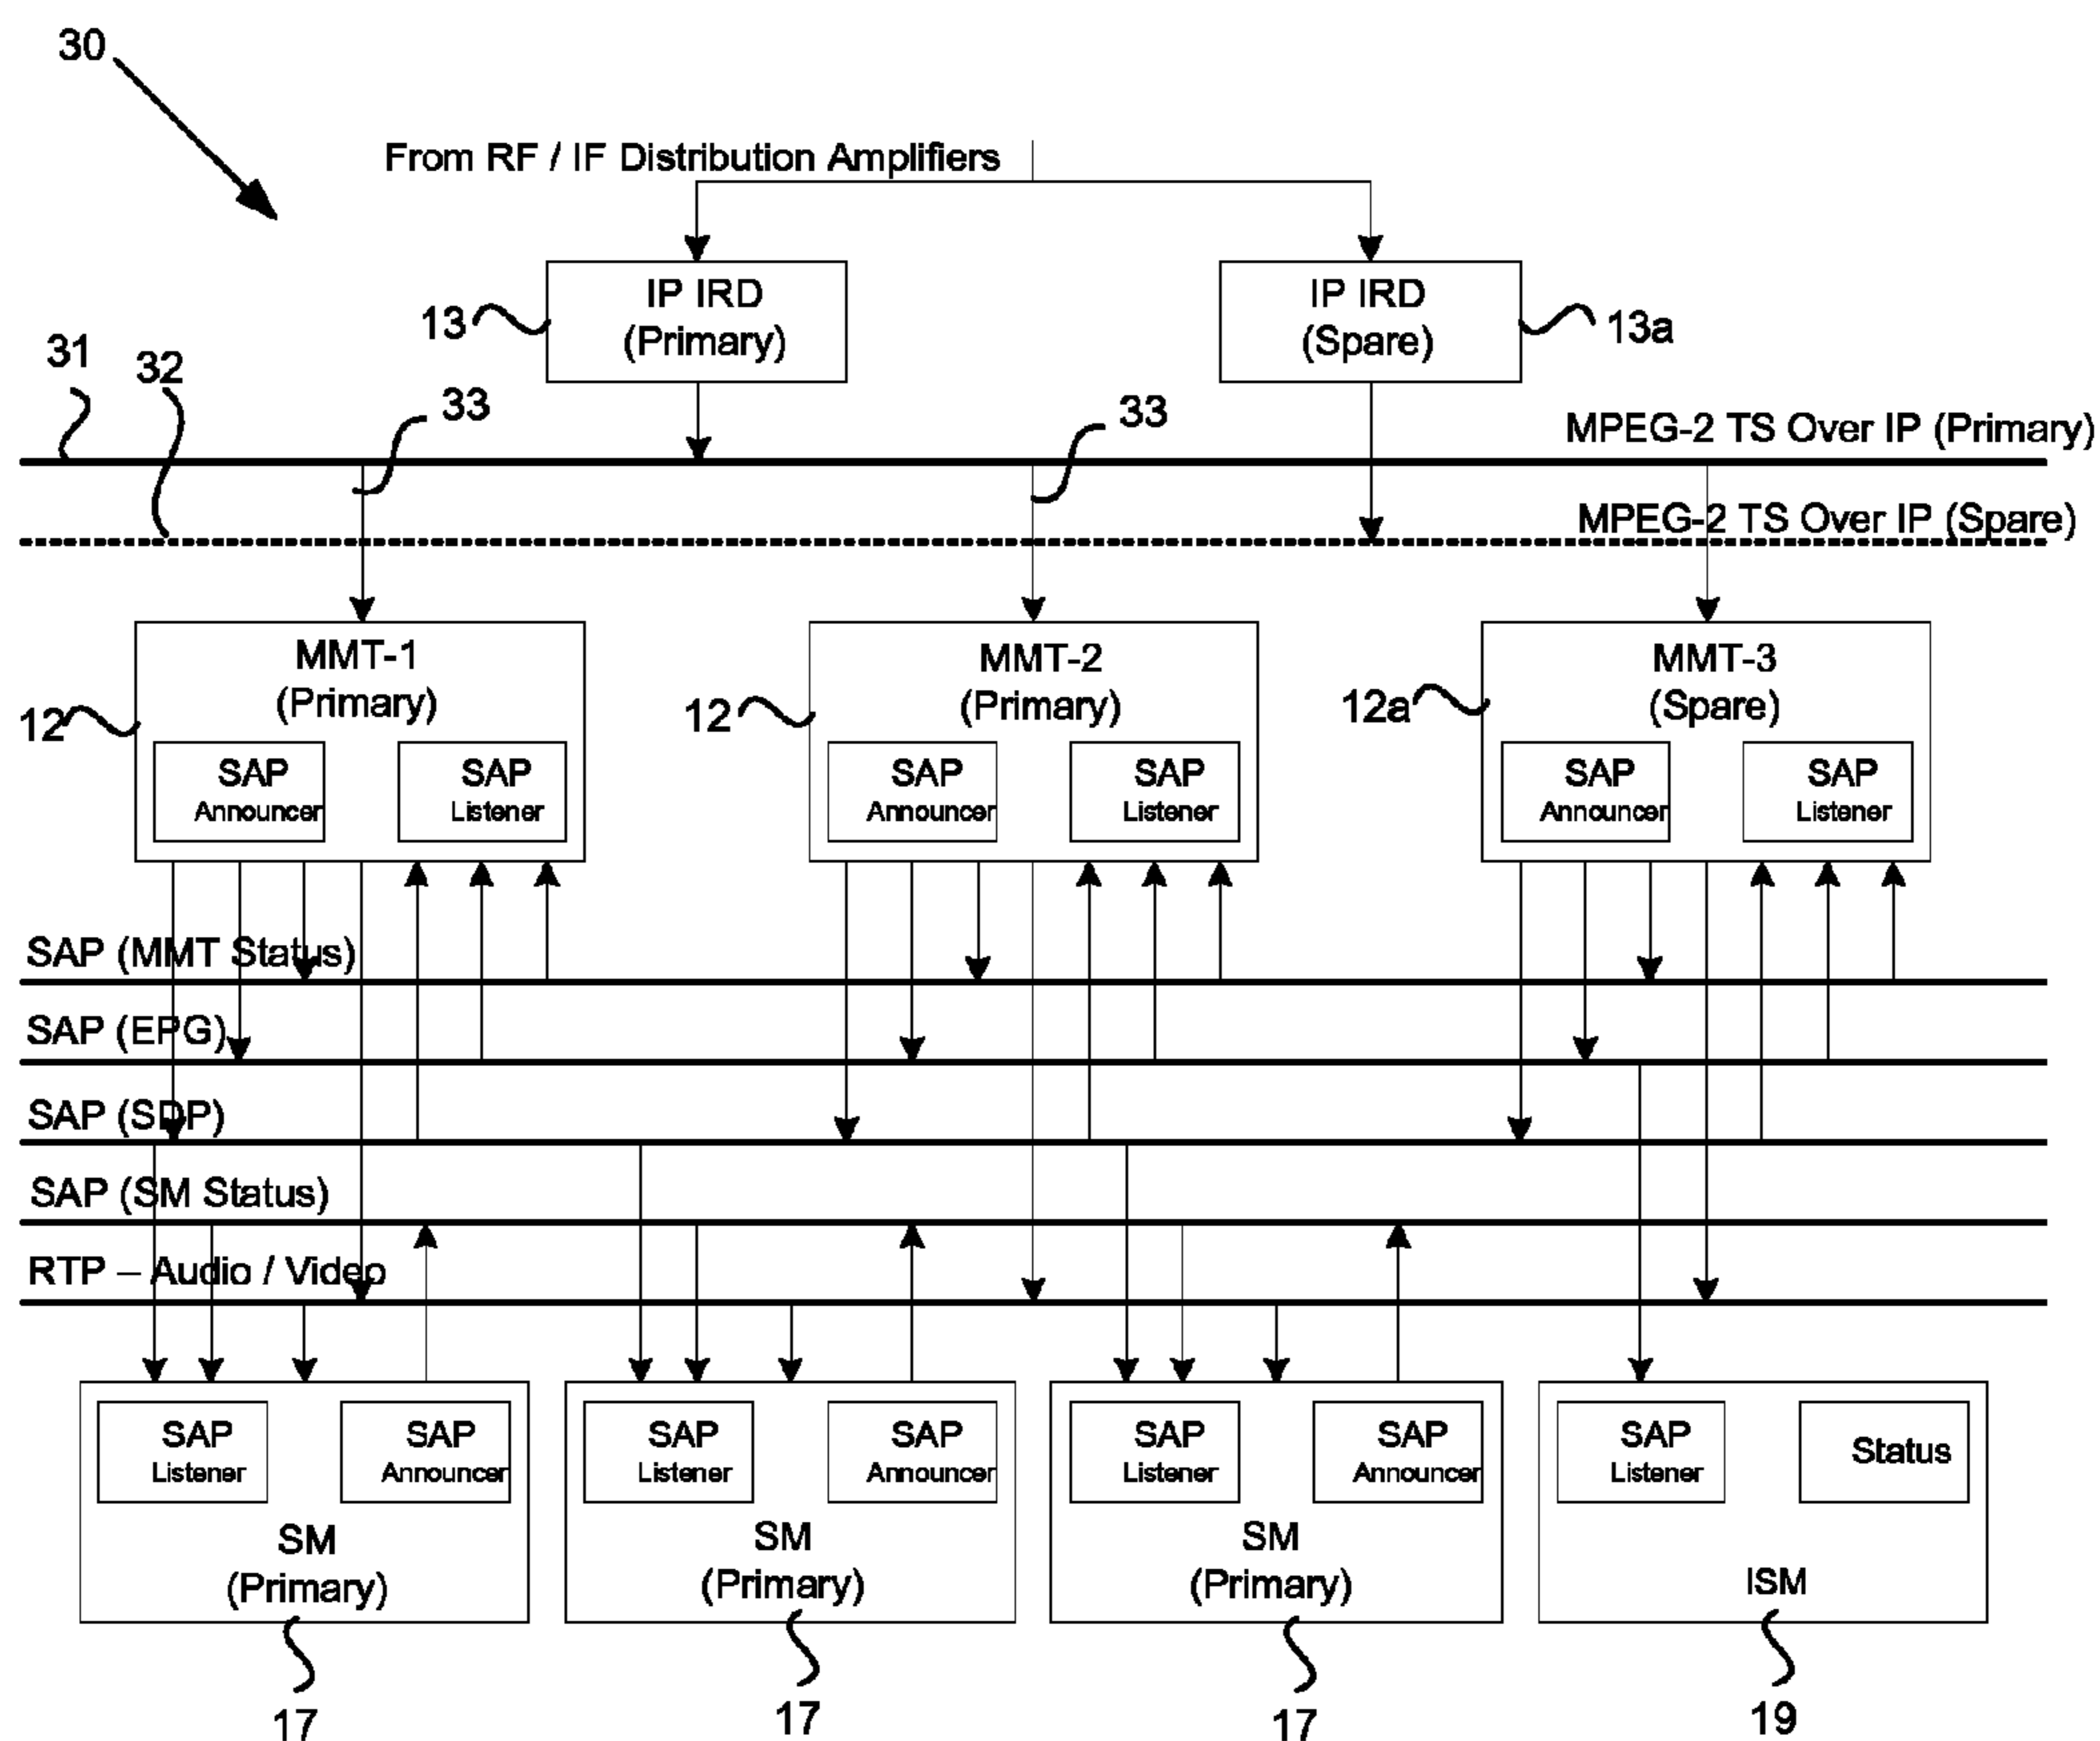 30
From RF / IF Distribution Amplifiers
IP IRD
(Primary)
13
IP IRD
(Spare)
13a
31
32
33
33
MPEG-2 TS Over IP (Primary)
MPEG-2 TS Over IP (Spare)
MMT-1
(Primary)
12
SAP
Announcer
SAP
Listener
MMT-2
(Primary)
12
SAP
Announcer
SAP
Listener
MMT-3
(Spare)
12a
SAP
Announcer
SAP
Listener
SAP (MMT Status)
SAP (EPG)
SAP (SDP)
SAP (SM Status)
RTP – Audio / Video
SAP
Listener
SAP
Announcer
SM
(Primary)
17
SAP
Listener
SAP
Announcer
SM
(Primary)
17
SAP
Listener
SAP
Announcer
SM
(Primary)
17
SAP
Listener
Status
ISM
19